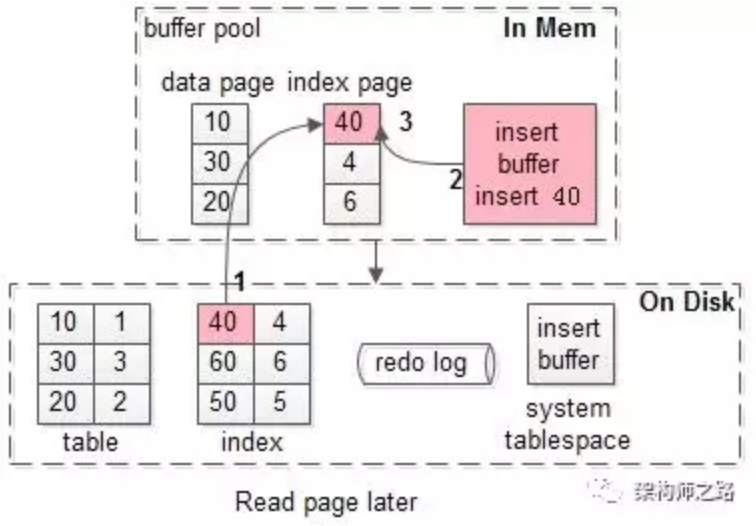 buffer pool In Mem
data page index page
10 40 3 insert
30 4 buffer
20 6 2 insert 40
1
On Disk
10 1 40 4 insert
30 3 60 6 redo log buffer
20 2 50 5
table index system
tablespace
架构师之路
Read page later